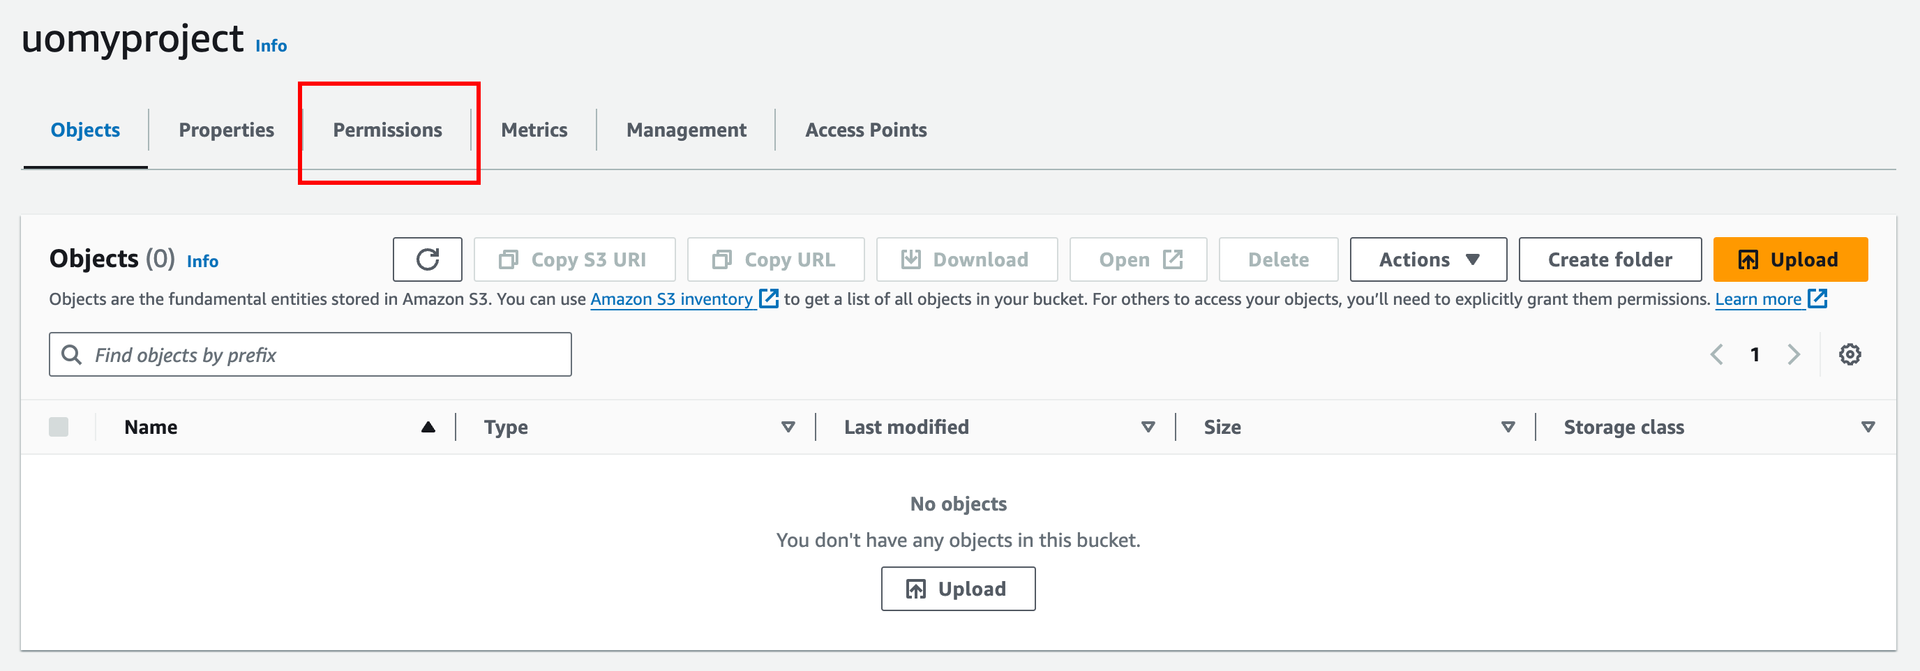 uomyproject Info
Objects Properties Permissions Metrics Management Access Points
Objects (0) Info Copy S3 URI Copy URL Download Open Delete Actions Create folder Upload
Objects are the fundamental entities stored in Amazon S3. You can use Amazon S3 inventory to get a list of all objects in your bucket. For others to access your objects, you’ll need to explicitly grant them permissions. Learn more
Find objects by prefix 1
Name Type Last modified Size Storage class
No objects
You don't have any objects in this bucket.
Upload